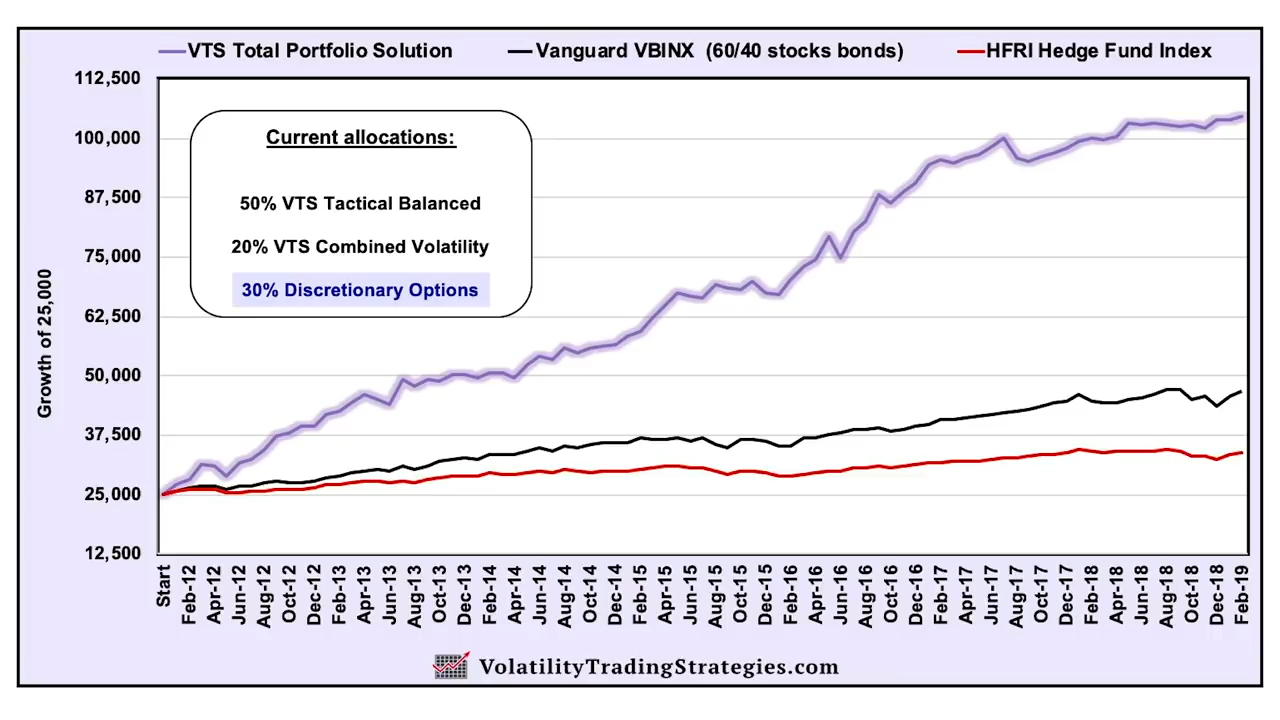 VTS Total Portfolio Solution
Vanguard VBINX (60/40 stocks bonds)
HFRI Hedge Fund Index
112,500
100,000
87,500
75,000
62,500
50,000
37,500
25,000
12,500
Growth of 25,000
Current allocations:
50% VTS Tactical Balanced
20% VTS Combined Volatility
30% Discretionary Options
Start
Feb-12
Apr-12
Jun-12
Aug-12
Oct-12
Dec-12
Feb-13
Apr-13
Jun-13
Aug-13
Oct-13
Dec-13
Feb-14
Apr-14
Jun-14
Aug-14
Oct-14
Dec-14
Feb-15
Apr-15
Jun-15
Aug-15
Oct-15
Dec-15
Feb-16
Apr-16
Jun-16
Aug-16
Oct-16
Dec-16
Feb-17
Apr-17
Jun-17
Aug-17
Oct-17
Dec-17
Feb-18
Apr-18
Jun-18
Aug-18
Oct-18
Dec-18
Feb-19
VolatilityTradingStrategies.com